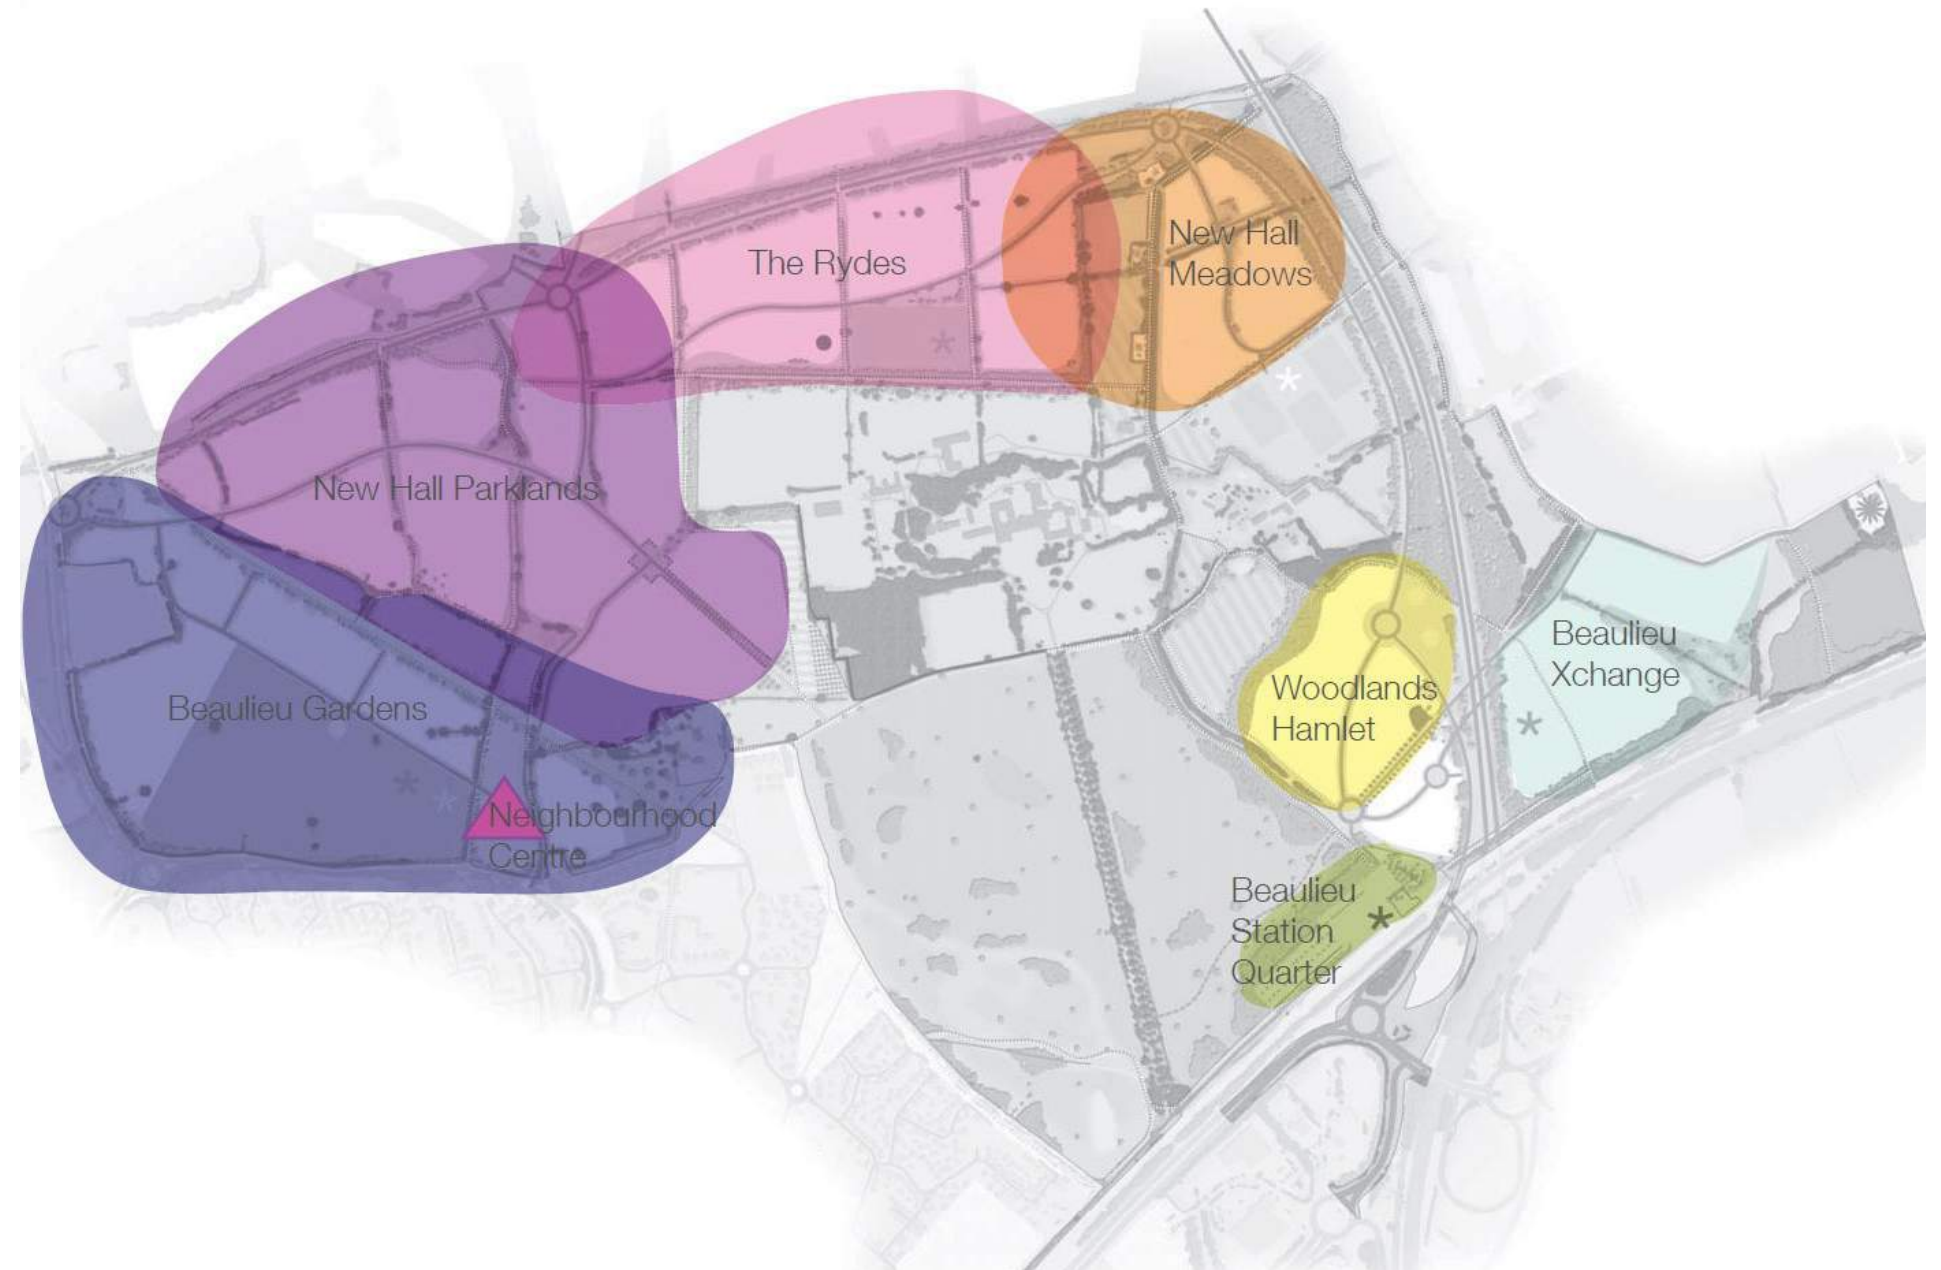 The Rydes
New Hall
Meadows
New Hall Parklands
Beaulieu
Xchange
Woodlands
Hamlet
Beaulieu Gardens
Neighbourhood
Centre
Beaulieu
Station
Quarter